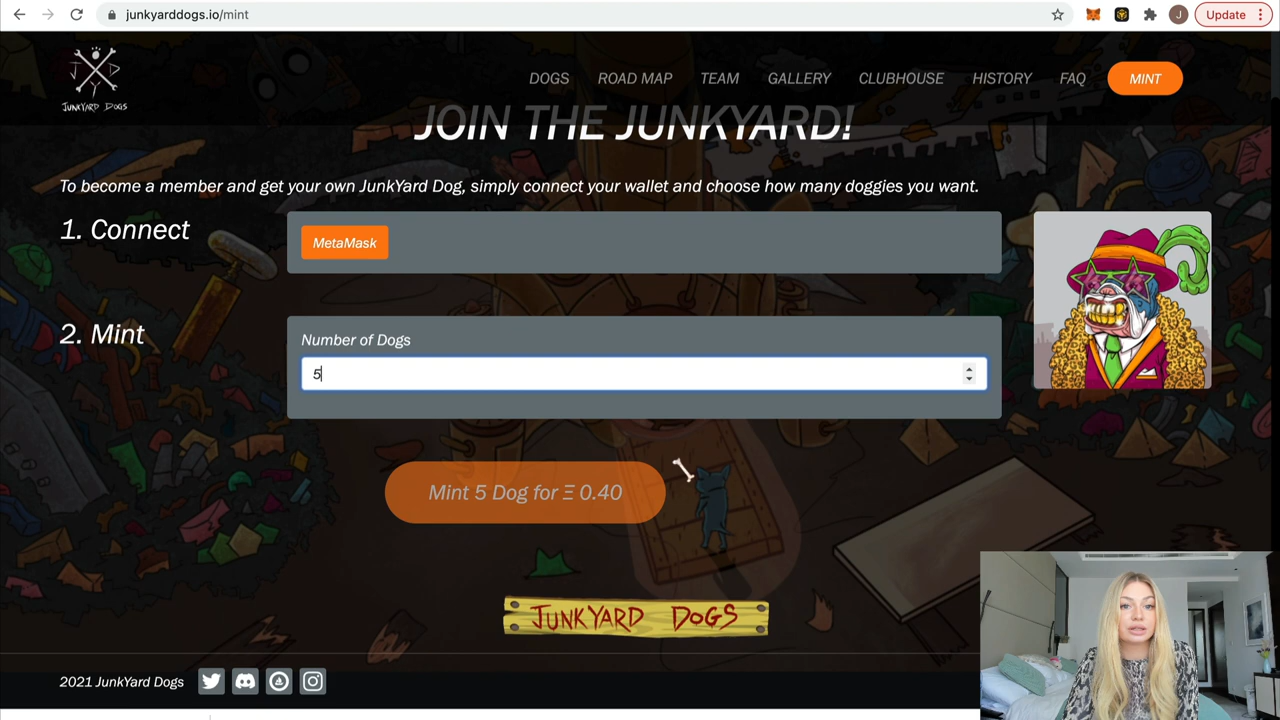 junkyarddogs.io/mint
J
Update
J D
JUNKYARD DOGS
DOGS
ROAD MAP
TEAM
GALLERY
CLUBHOUSE
HISTORY
FAQ
MINT
JOIN THE JUNKYARD!
To become a member and get your own JunkYard Dog, simply connect your wallet and choose how many doggies you want.
1. Connect
MetaMask
2. Mint
Number of Dogs
5
Mint 5 Dog for Ξ 0.40
JUNKYARD DOGS
2021 JunkYard Dogs